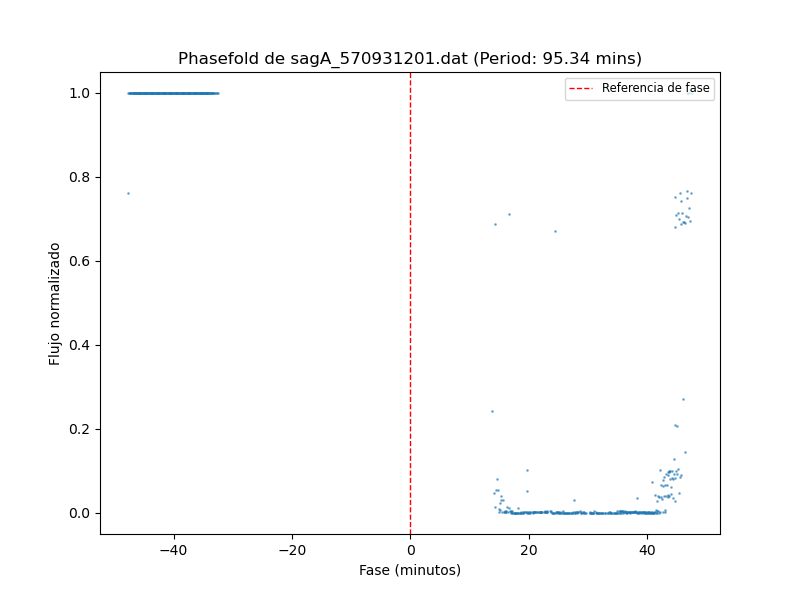 Phasefold de sagA_570931201.dat (Period: 95.34 mins)
Referencia de fase
Flujo normalizado
1.0
0.8
0.6
0.4
0.2
0.0
−40 −20 0 20 40
Fase (minutos)